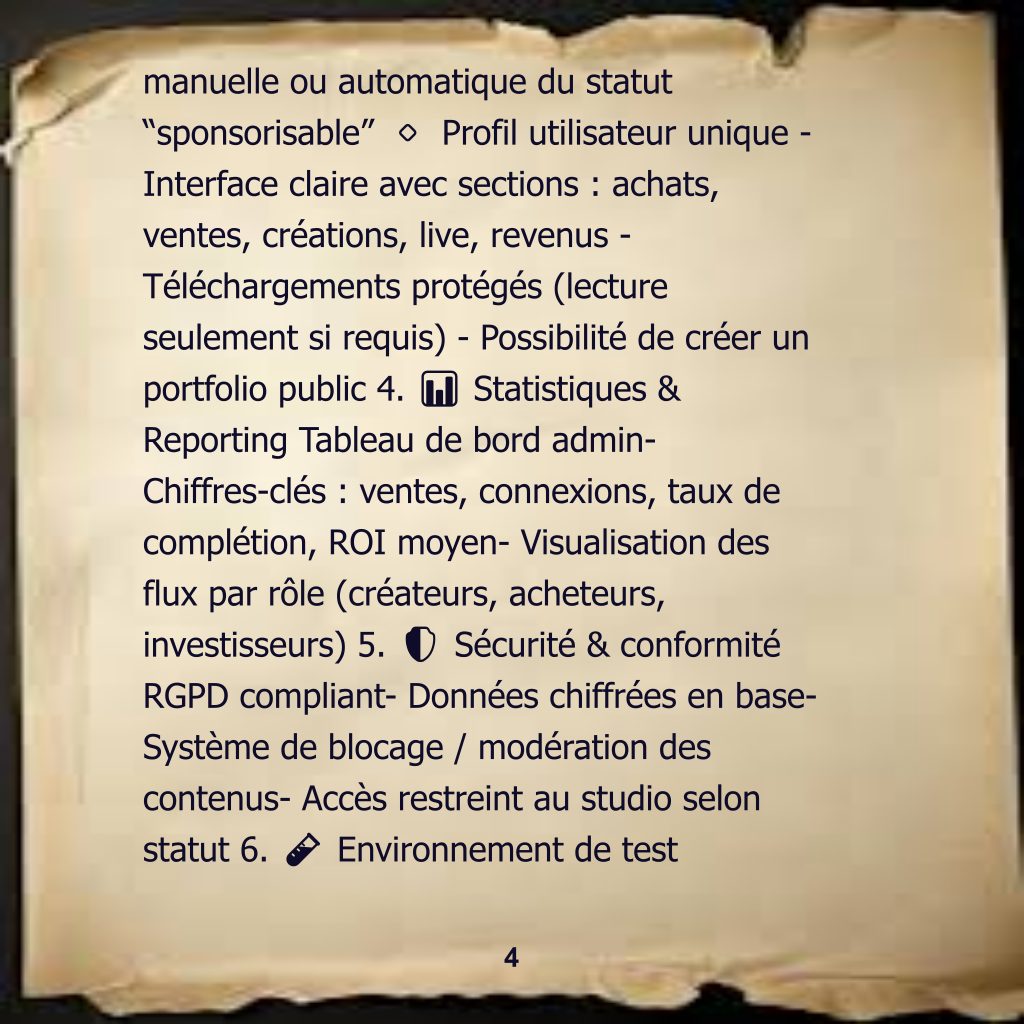 manuelle ou automatique du statut
“sponsorisable” ⋄ Profil utilisateur unique -
Interface claire avec sections : achats,
ventes, créations, live, revenus -
Téléchargements protégés (lecture
seulement si requis) - Possibilité de créer un
portfolio public 4. 📊 Statistiques &
Reporting Tableau de bord admin-
Chiffres-clés : ventes, connexions, taux de
complétion, ROI moyen- Visualisation des
flux par rôle (créateurs, acheteurs,
investisseurs) 5. 🛡 Sécurité & conformité
RGPD compliant- Données chiffrées en base-
Système de blocage / modération des
contenus- Accès restreint au studio selon
statut 6. 🧪 Environnement de test
4